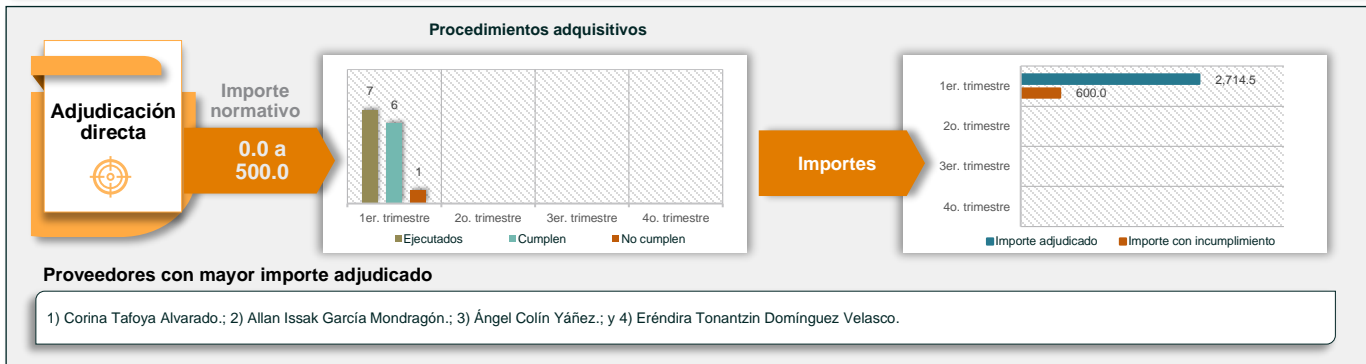 Procedimientos adquisitivos
Adjudicación
directa
Importe
normativo
0.0 a
500.0
7
6
1
1er. trimestre 2o. trimestre 3er. trimestre 4o. trimestre
Ejecutados Cumplen No cumplen
Importes
1er. trimestre
2o. trimestre
3er. trimestre
4o. trimestre
2,714.5
600.0
Importe adjudicado Importe con incumplimiento
Proveedores con mayor importe adjudicado
1) Corina Tafoya Alvarado.; 2) Allan Issak García Mondragón.; 3) Ángel Colín Yáñez.; y 4) Eréndira Tonantzin Domínguez Velasco.